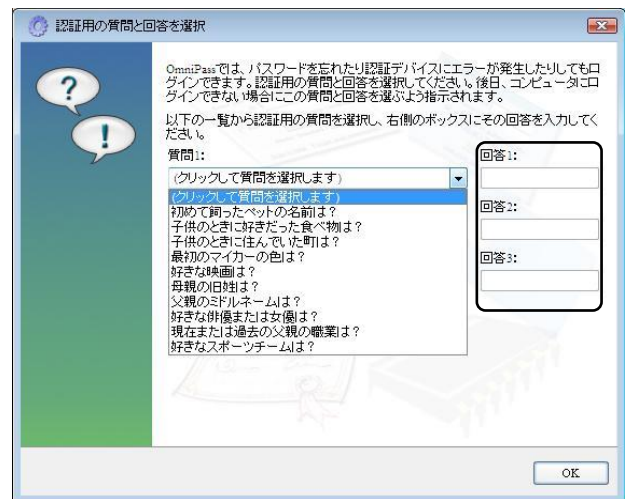 認証用の質問と回答を選択
OmniPassでは、パスワードを忘れたり認証デバイスにエラーが発生したりしてもロ
グインできます。認証用の質問と回答を選択してください。後日、コンピュータにロ
グインできない場合にこの質問と回答を選ぶよう指示されます。
以下の一覧から認証用の質問を選択し、右側のボックスにその回答を入力してく
ださい。
質問1:
回答1:
(クリックして質問を選択します)
(クリックして質問を選択します)
初めて飼ったペットの名前は?
子供のときに好きだった食べ物は?
子供のときに住んでいた町は?
最初のマイカーの色は?
好きな映画は?
母親の旧姓は?
父親のミドルネームは?
好きな俳優または女優は?
現在または過去の父親の職業は?
好きなスポーツチームは?
回答2:
回答3:
OK